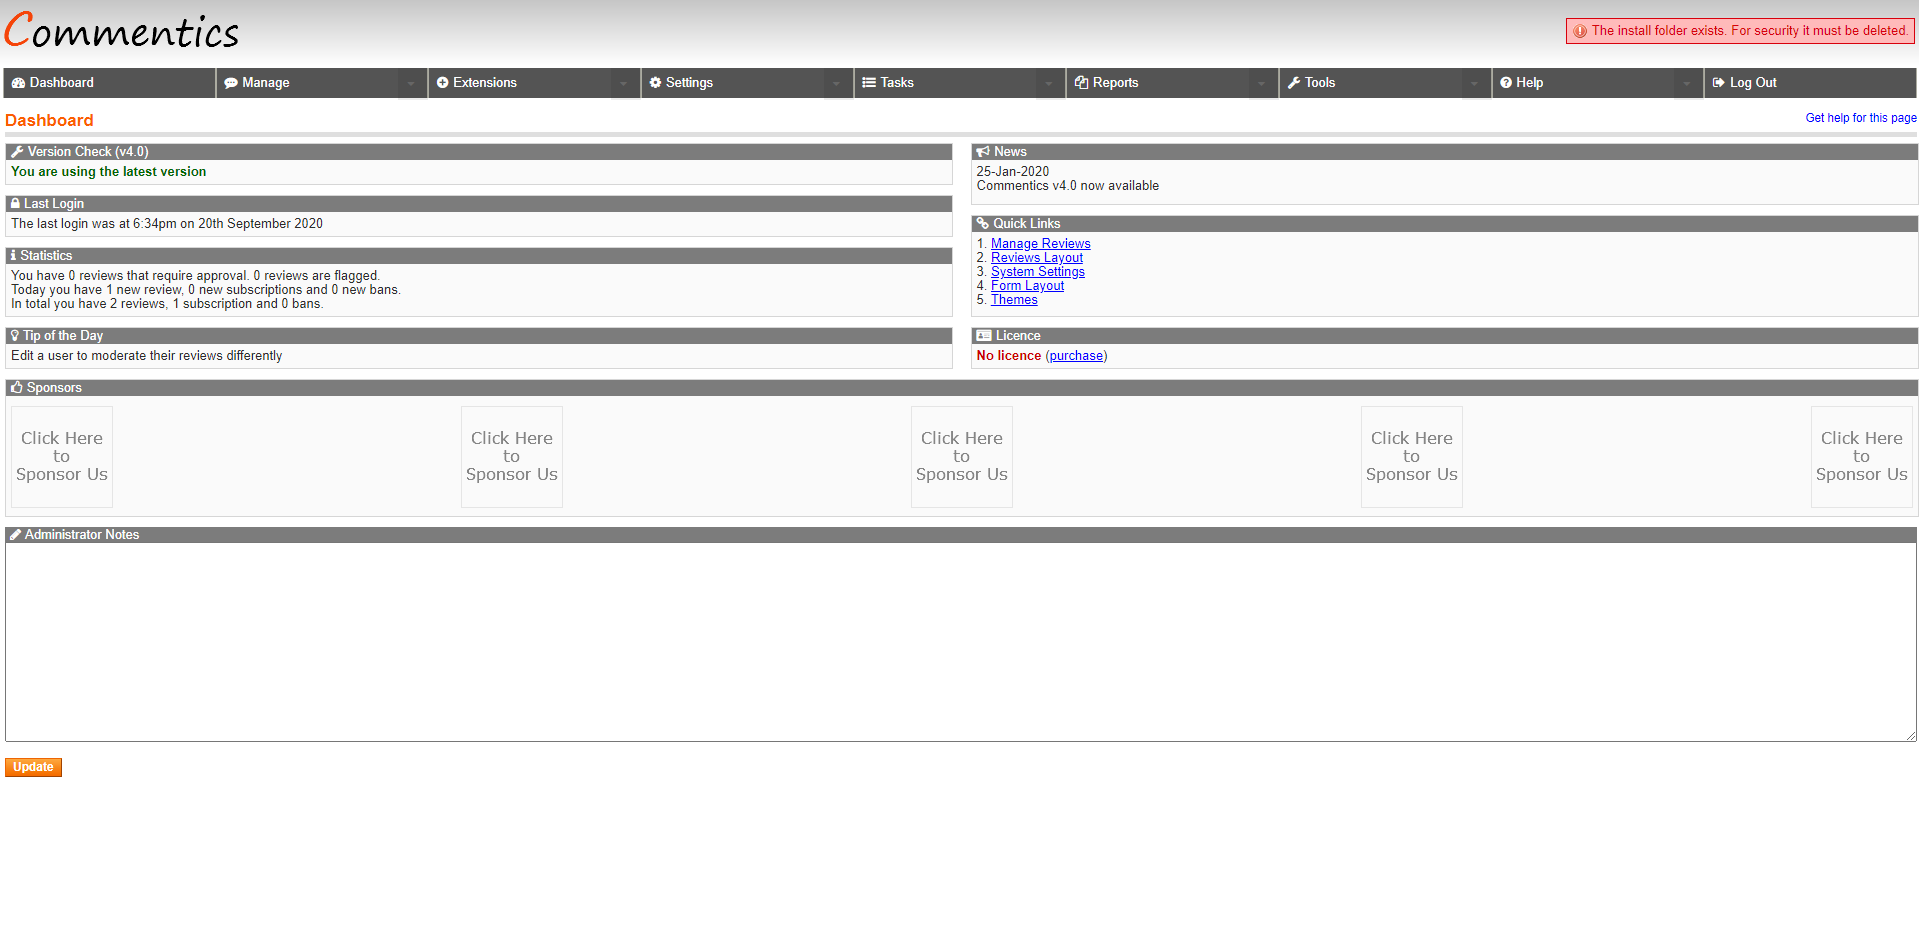 Commentics
The install folder exists. For security it must be deleted.
Dashboard
Manage
Extensions
Settings
Tasks
Reports
Tools
Help
Log Out
Dashboard
Get help for this page
Version Check (v4.0)
You are using the latest version
Last Login
The last login was at 6:34pm on 20th September 2020
Statistics
You have 0 reviews that require approval. 0 reviews are flagged.
Today you have 1 new review, 0 new subscriptions and 0 new bans.
In total you have 2 reviews, 1 subscription and 0 bans.
Tip of the Day
Edit a user to moderate their reviews differently
News
25-Jan-2020
Commentics v4.0 now available
Quick Links
1. Manage Reviews
2. Reviews Layout
3. System Settings
4. Form Layout
5. Themes
Licence
No licence (purchase)
Sponsors
Click Here
to
Sponsor Us
Click Here
to
Sponsor Us
Click Here
to
Sponsor Us
Click Here
to
Sponsor Us
Click Here
to
Sponsor Us
Administrator Notes
Update